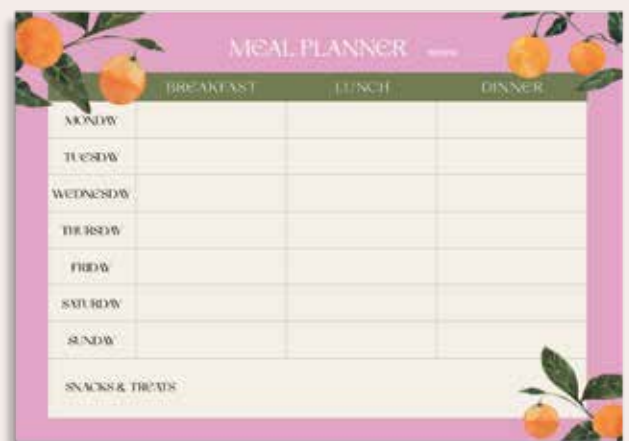 MEAL PLANNER
BREAKFAST LUNCH DINNER
MONDAY
TUESDAY
WEDNESDAY
THURSDAY
FRIDAY
SATURDAY
SUNDAY
SNACKS & TREATS